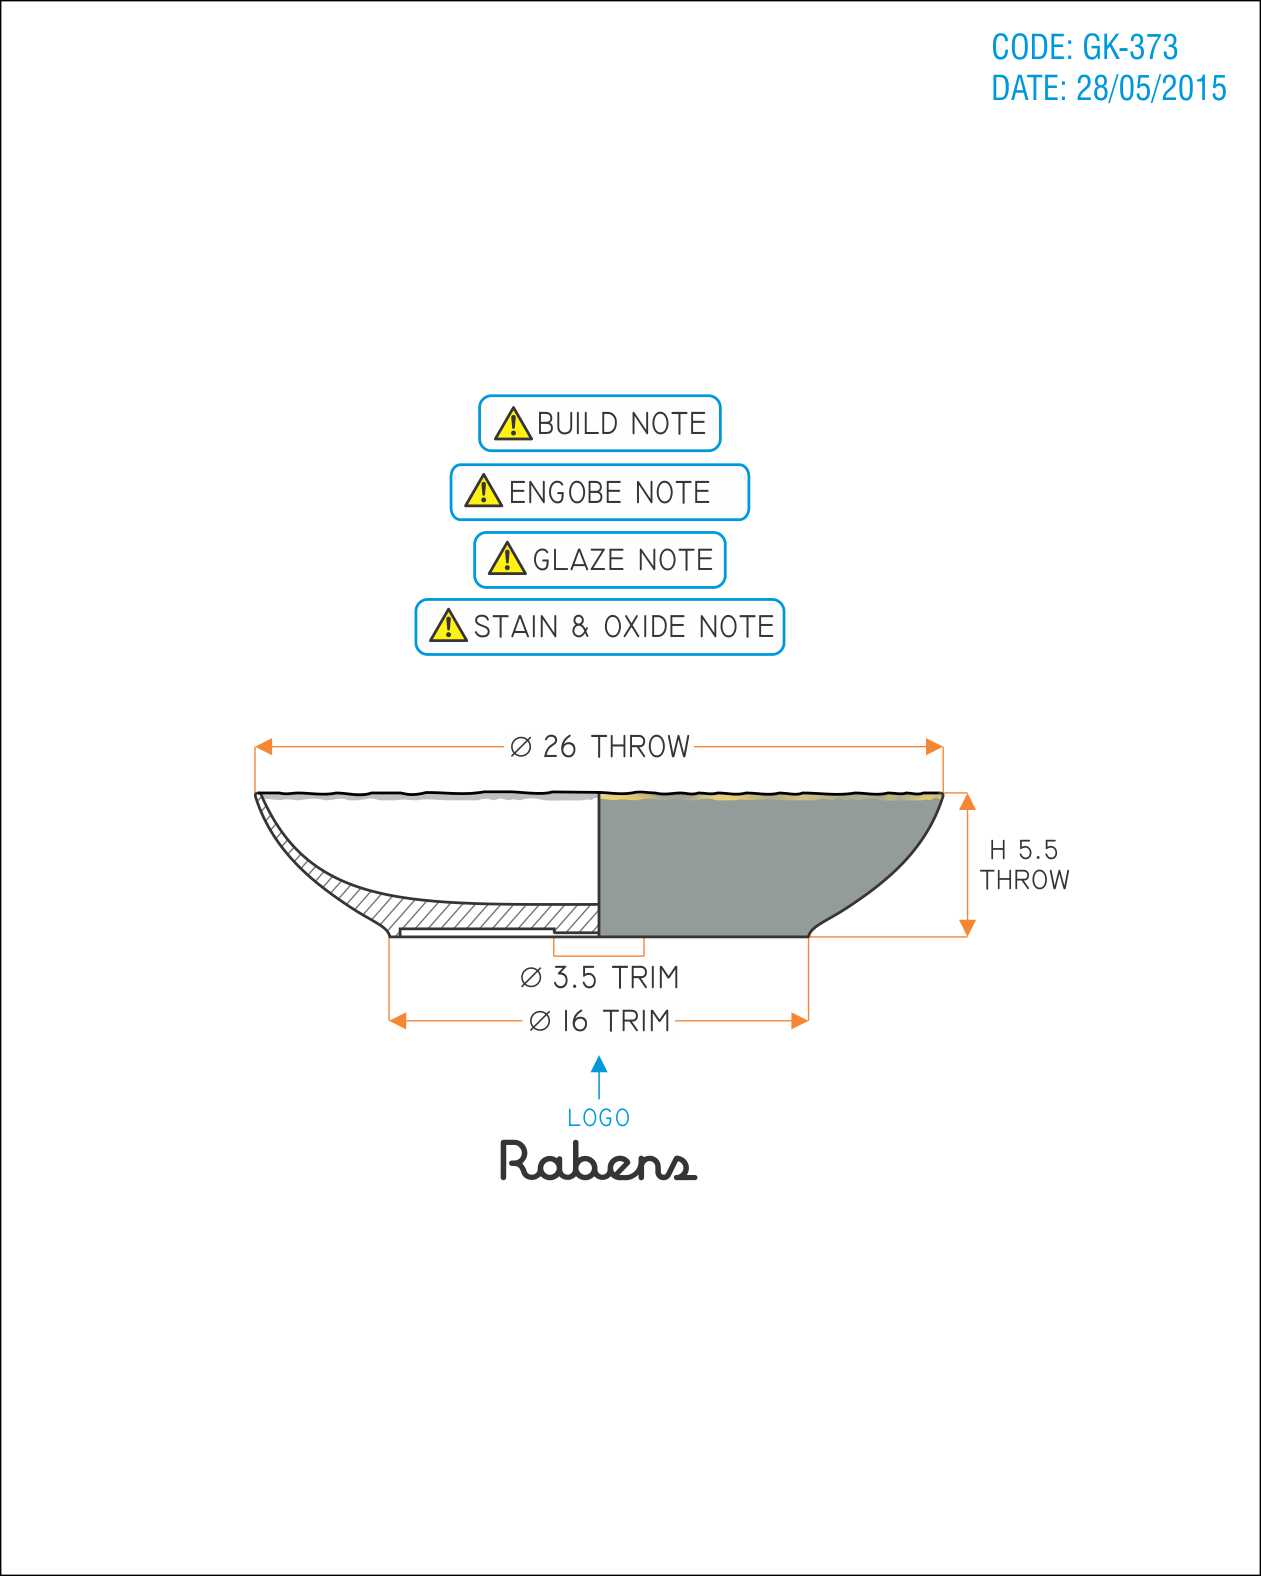 CODE: GK-373
DATE: 28/05/2015
BUILD NOTE
ENGOBE NOTE
GLAZE NOTE
STAIN & OXIDE NOTE
∅ 26 THROW
H 5.5
THROW
∅ 3.5 TRIM
∅ 16 TRIM
LOGO
Rabens